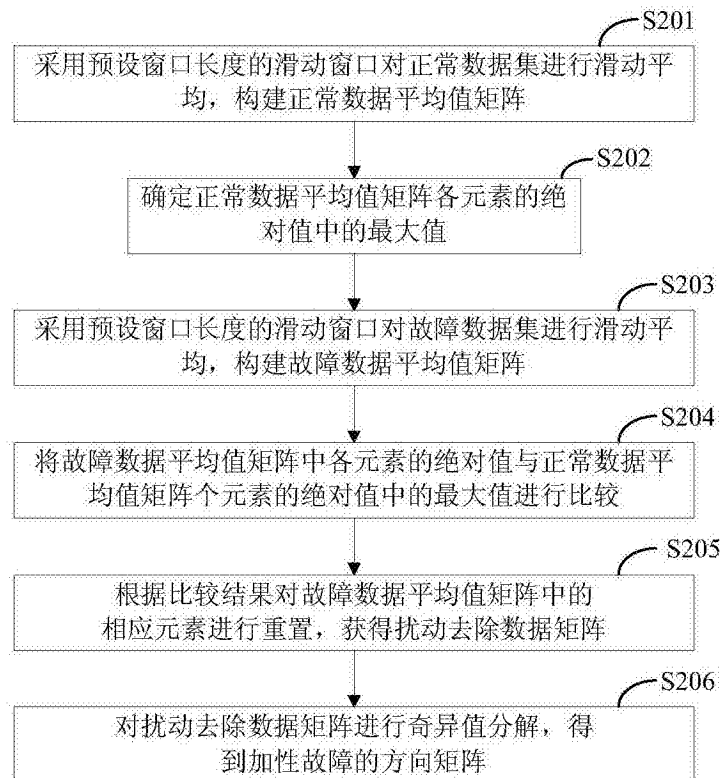 S201
采用预设窗口长度的滑动窗口对正常数据集进行滑动平
均，构建正常数据平均值矩阵
S202
确定正常数据平均值矩阵各元素的绝
对值中的最大值
S203
采用预设窗口长度的滑动窗口对故障数据集进行滑动平
均，构建故障数据平均值矩阵
S204
将故障数据平均值矩阵中各元素的绝对值与正常数据平
均值矩阵个元素的绝对值中的最大值进行比较
S205
根据比较结果对故障数据平均值矩阵中的
相应元素进行重置，获得扰动去除数据矩阵
S206
对扰动去除数据矩阵进行奇异值分解，得
到加性故障的方向矩阵